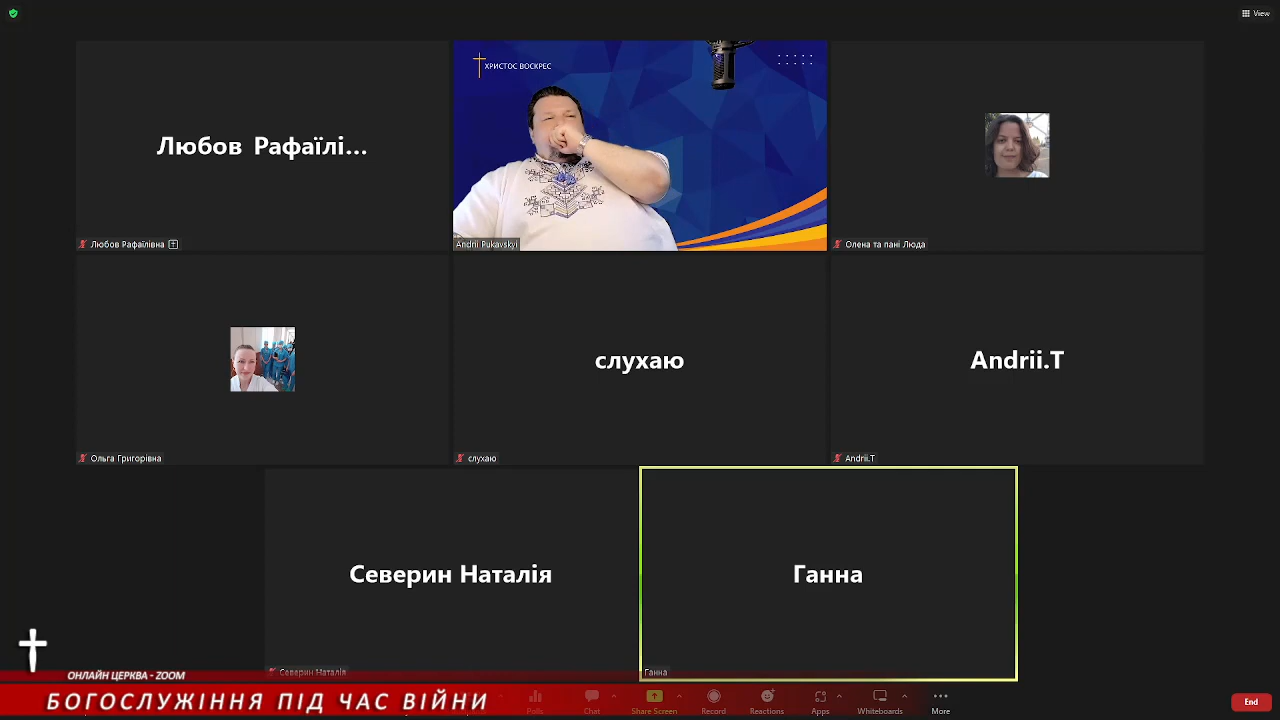 View
Любов Рафаїлі...
Любов Рафаїлівна
ХРИСТОС ВОСКРЕС
Andrii Pukavskyi
Олена та пані Люда
Ольга Григорівна
слухаю
слухаю
Andrii.T
Andrii.T
Северин Наталія
Северин Наталія
Ганна
Ганна
ОНЛАЙН ЦЕРКВА - ZOOM
БОГОСЛУЖІННЯ ПІД ЧАС ВІЙНИ
Polls
Chat
Share Screen
Record
Reactions
Apps
Whiteboards
More
End